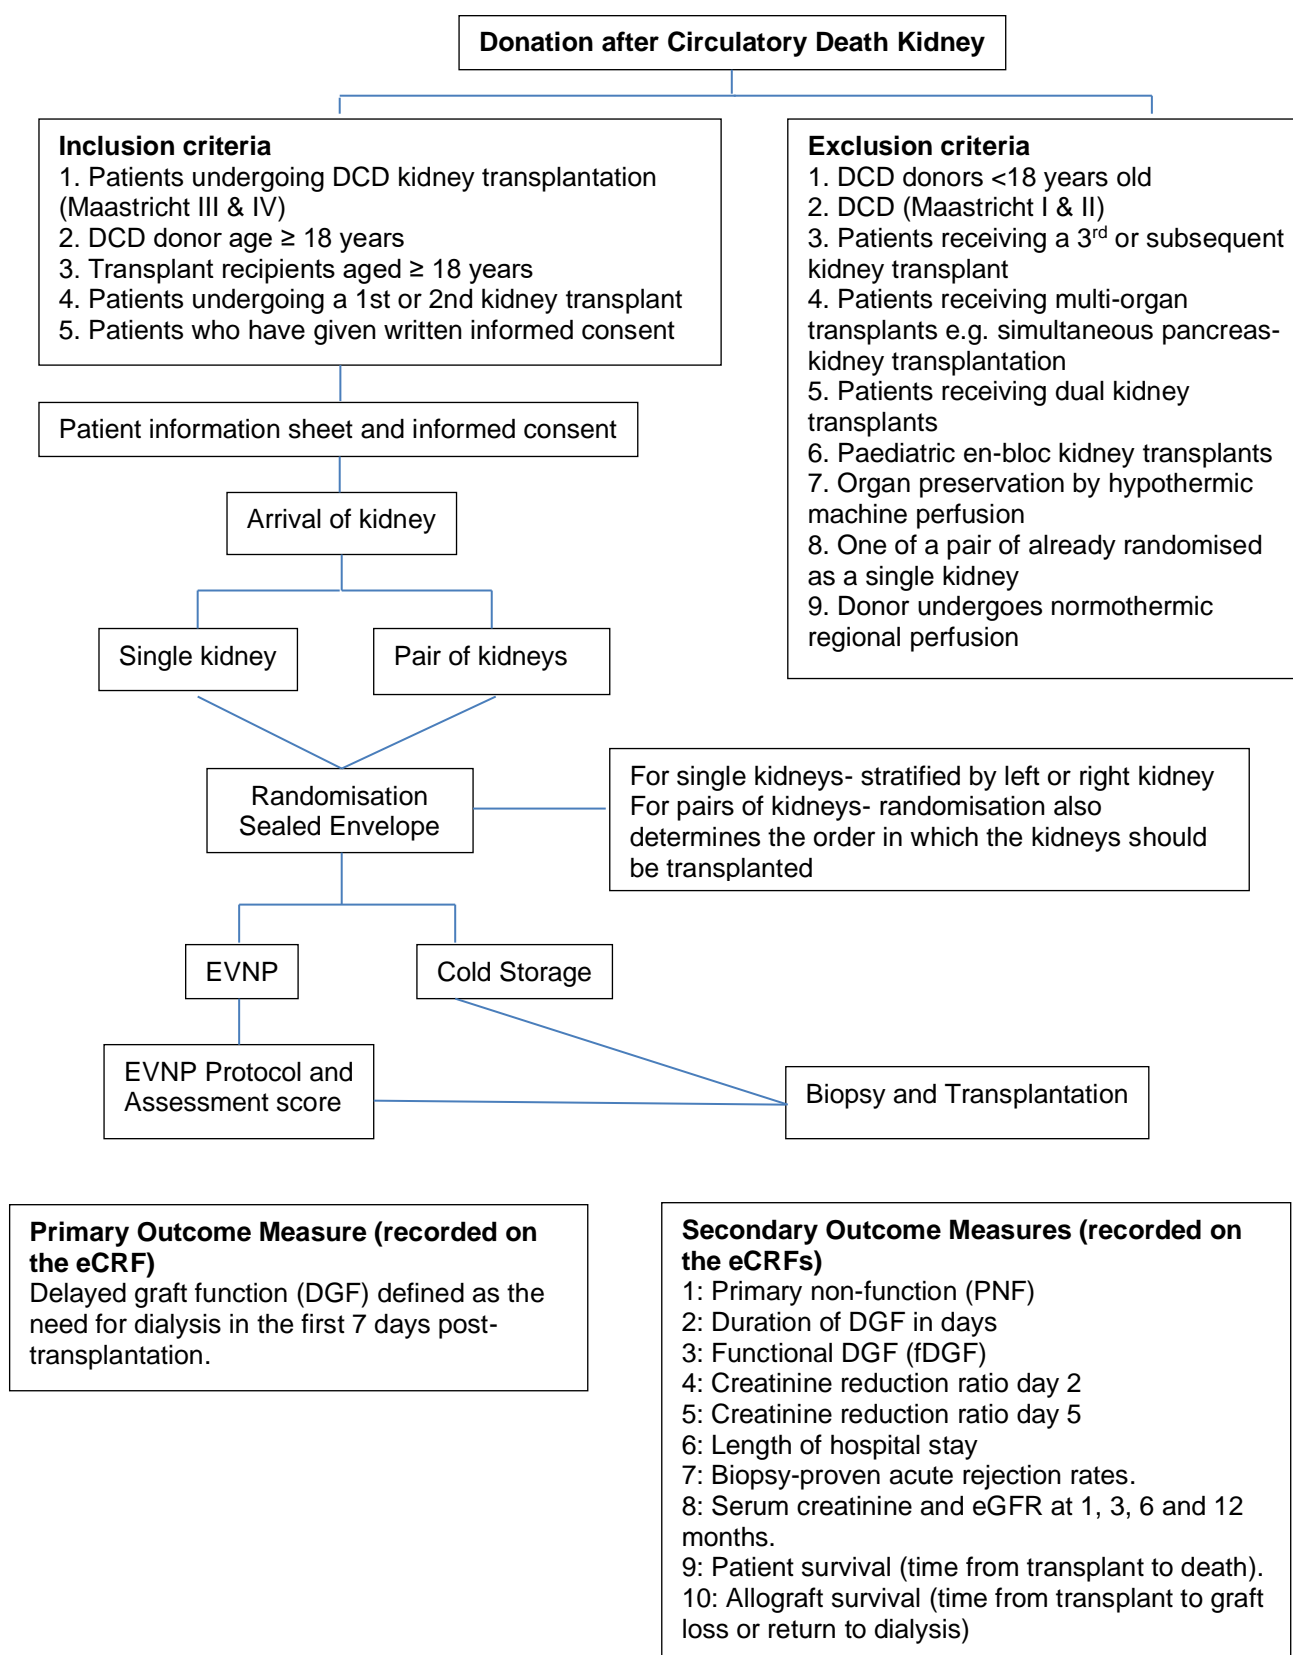 Donation after Circulatory Death Kidney
Inclusion criteria
1. Patients undergoing DCD kidney transplantation
(Maastricht III & IV)
2. DCD donor age ≥ 18 years
3. Transplant recipients aged ≥ 18 years
4. Patients undergoing a 1st or 2nd kidney transplant
5. Patients who have given written informed consent
Exclusion criteria
1. DCD donors <18 years old
2. DCD (Maastricht I & II)
3. Patients receiving a 3rd or subsequent
kidney transplant
4. Patients receiving multi-organ
transplants e.g. simultaneous pancreas-
kidney transplantation
5. Patients receiving dual kidney
transplants
6. Paediatric en-bloc kidney transplants
7. Organ preservation by hypothermic
machine perfusion
8. One of a pair of already randomised
as a single kidney
9. Donor undergoes normothermic
regional perfusion
Patient information sheet and informed consent
Arrival of kidney
Single kidney
Pair of kidneys
Randomisation
Sealed Envelope
For single kidneys- stratified by left or right kidney
For pairs of kidneys- randomisation also
determines the order in which the kidneys should
be transplanted
EVNP
Cold Storage
EVNP Protocol and
Assessment score
Biopsy and Transplantation
Primary Outcome Measure (recorded on
the eCRF)
Delayed graft function (DGF) defined as the
need for dialysis in the first 7 days post-
transplantation.
Secondary Outcome Measures (recorded on
the eCRFs)
1: Primary non-function (PNF)
2: Duration of DGF in days
3: Functional DGF (fDGF)
4: Creatinine reduction ratio day 2
5: Creatinine reduction ratio day 5
6: Length of hospital stay
7: Biopsy-proven acute rejection rates.
8: Serum creatinine and eGFR at 1, 3, 6 and 12
months.
9: Patient survival (time from transplant to death).
10: Allograft survival (time from transplant to graft
loss or return to dialysis)